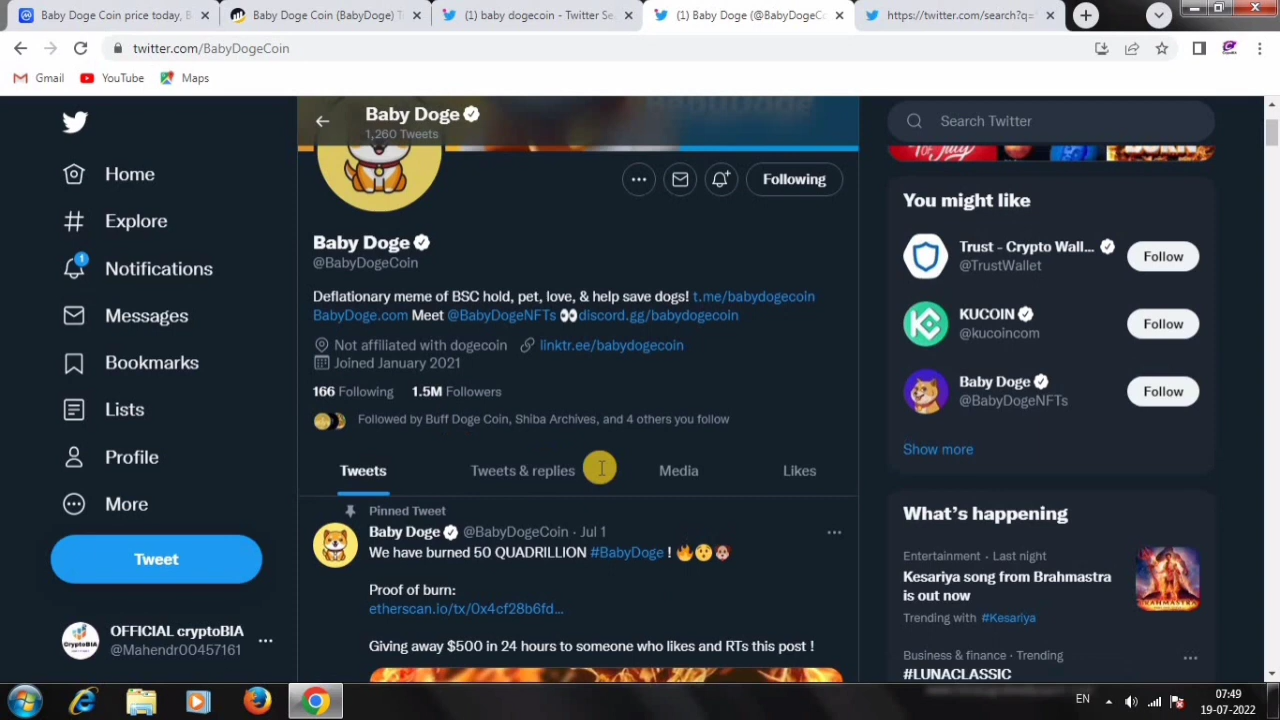 Baby Doge Coin price today, E
Baby Doge Coin (BabyDoge) T
(1) baby dogecoin - Twitter Se
(1) Baby Doge (@BabyDogeCo
https://twitter.com/search?q=
twitter.com/BabyDogeCoin
Gmail
YouTube
Maps
Home
Explore
Notifications
1
Messages
Bookmarks
Lists
Profile
More
Tweet
OFFICIAL cryptoBIA
@Mahendr00457161
CryptoBIA
Baby Doge
1,260 Tweets
Following
Baby Doge
@BabyDogeCoin
Deflationary meme of BSC hold, pet, love, & help save dogs! t.me/babydogecoin
BabyDoge.com Meet @BabyDogeNFTs 👀discord.gg/babydogecoin
Not affiliated with dogecoin linktr.ee/babydogecoin
Joined January 2021
166 Following 1.5M Followers
Followed by Buff Doge Coin, Shiba Archives, and 4 others you follow
Tweets Tweets & replies Media Likes
Pinned Tweet
Baby Doge @BabyDogeCoin · Jul 1
We have burned 50 QUADRILLION #BabyDoge ! 🔥😲🐶
Proof of burn:
etherscan.io/tx/0x4cf28b6fd...
Giving away $500 in 24 hours to someone who likes and RTs this post !
Search Twitter
You might like
Trust - Crypto Wall...
@TrustWallet
Follow
KUCOIN
@kucoincom
Follow
Baby Doge
@BabyDogeNFTs
Follow
Show more
What's happening
Entertainment · Last night
Kesariya song from Brahmastra
is out now
Trending with #Kesariya
Business & finance · Trending
#LUNACLASSIC
EN
07:49
19-07-2022